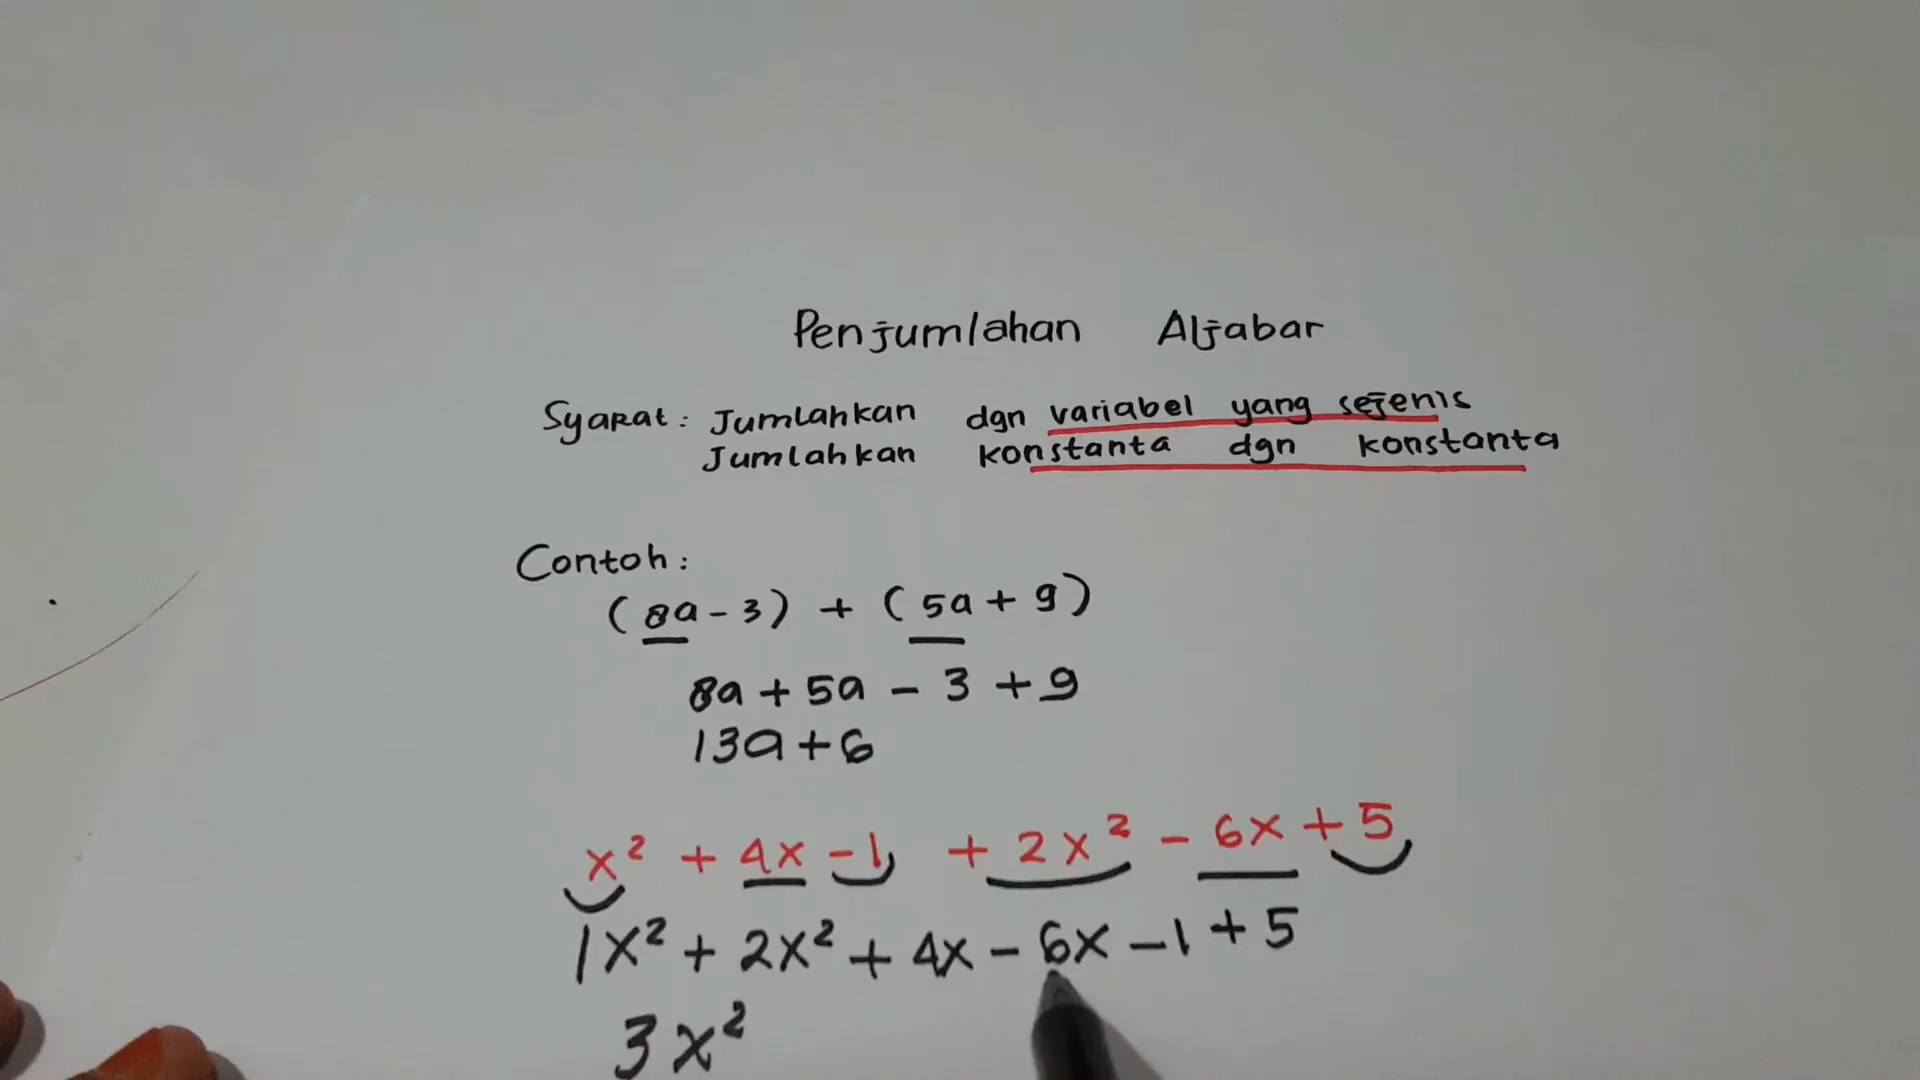 Penjumlahan Aljabar
Syarat : Jumlahkan dgn variabel yang sejenis
Jumlahkan konstanta dgn konstanta
Contoh :
(8a - 3) + (5a + 9)
8a + 5a - 3 + 9
13a + 6
x² + 4x - 1 + 2x² - 6x + 5
1x² + 2x² + 4x - 6x - 1 + 5
3x²